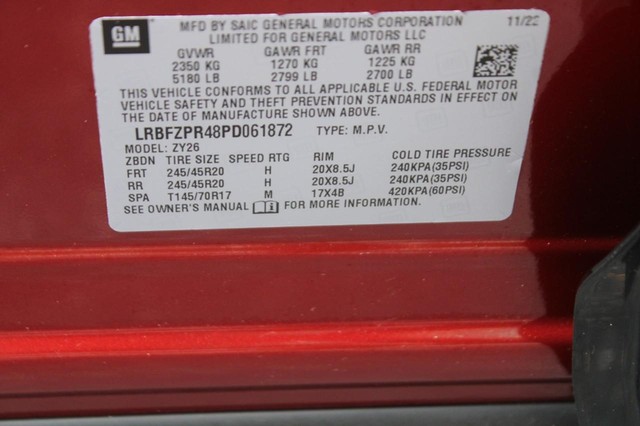 GM
MFD BY SAIC GENERAL MOTORS CORPORATION 11/22
LIMITED FOR GENERAL MOTORS LLC
GVWR GAWR FRT GAWR RR
2350 KG 1270 KG 1225 KG
5180 LB 2799 LB 2700 LB
THIS VEHICLE CONFORMS TO ALL APPLICABLE U.S. FEDERAL MOTOR
VEHICLE SAFETY AND THEFT PREVENTION STANDARDS IN EFFECT ON
THE DATE OF MANUFACTURE SHOWN ABOVE.
LRBFZPR48PD061872 TYPE: M.P.V.
MODEL: ZY26
ZBDN TIRE SIZE SPEED RTG RIM COLD TIRE PRESSURE
FRT 245/45R20 H 20X8.5J 240KPA(35PSI)
RR 245/45R20 H 20X8.5J 240KPA(35PSI)
SPA T145/70R17 M 17X4B 420KPA(60PSI)
SEE OWNER'S MANUAL FOR MORE INFORMATION.